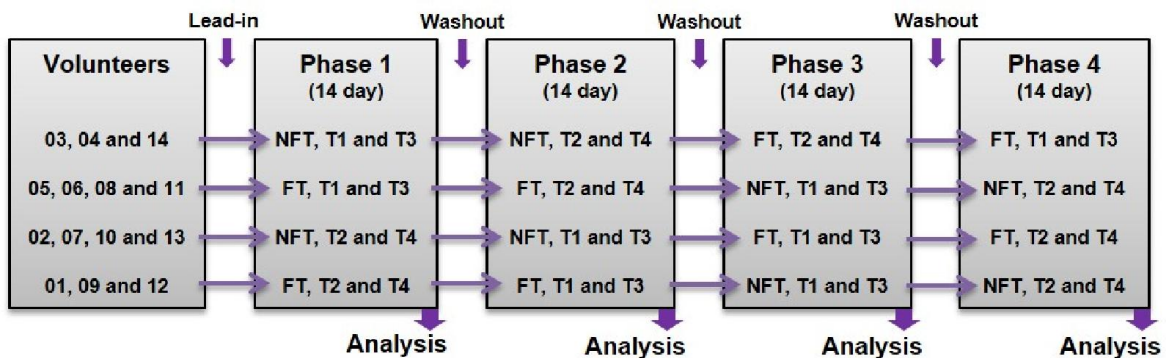 Lead-in Washout Washout Washout
Volunteers Phase 1 Phase 2 Phase 3 Phase 4
(14 day) (14 day) (14 day) (14 day)
03, 04 and 14 NFT, T1 and T3 NFT, T2 and T4 FT, T2 and T4 FT, T1 and T3
05, 06, 08 and 11 FT, T1 and T3 FT, T2 and T4 NFT, T1 and T3 NFT, T2 and T4
02, 07, 10 and 13 NFT, T2 and T4 NFT, T1 and T3 FT, T1 and T3 FT, T2 and T4
01, 09 and 12 FT, T2 and T4 FT, T1 and T3 NFT, T1 and T3 NFT, T2 and T4
Analysis Analysis Analysis Analysis